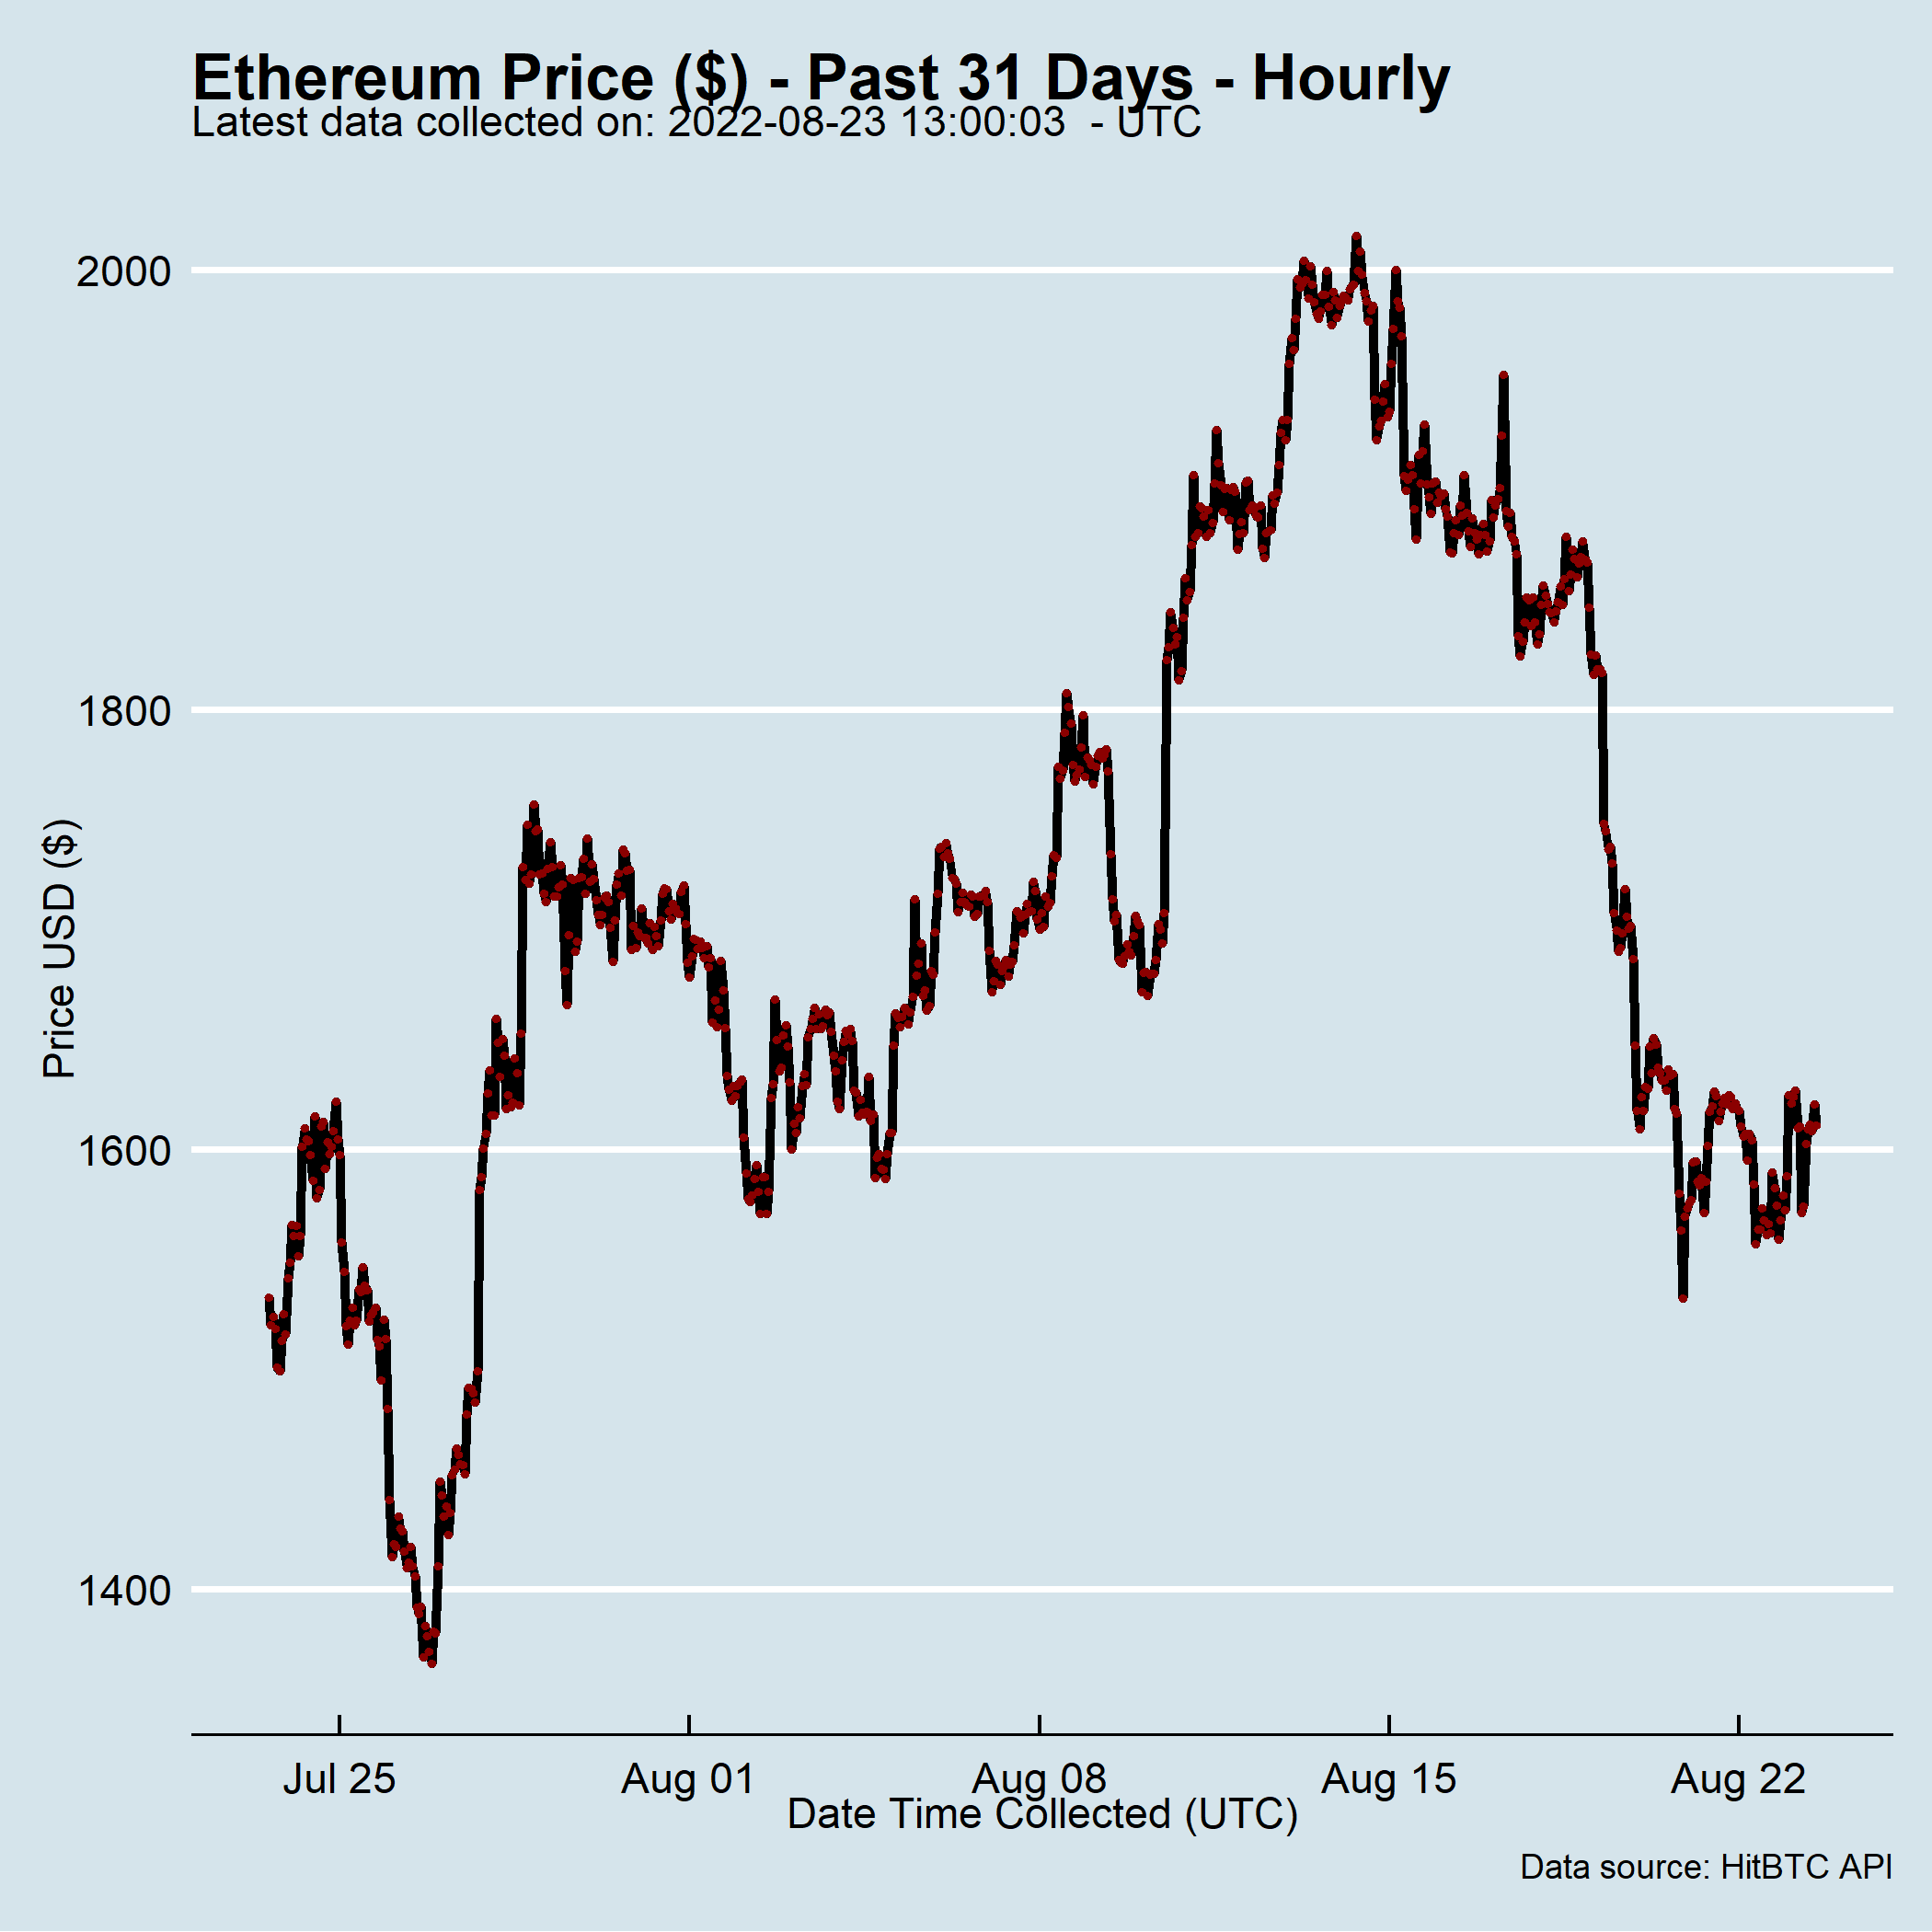 Ethereum Price ($) - Past 31 Days - Hourly
Latest data collected on: 2022-08-23 13:00:03  - UTC
2000
1800
1600
1400
Price USD ($)
Jul 25 Aug 01 Aug 08 Aug 15 Aug 22
Date Time Collected (UTC)
Data source: HitBTC API